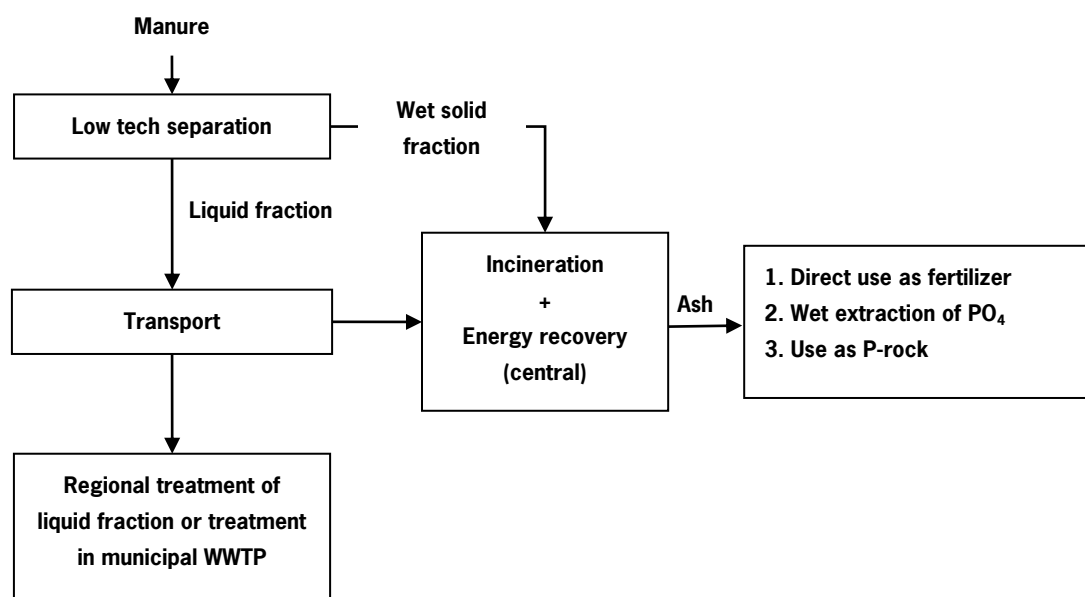 Manure
Low tech separation
Wet solid
fraction
Liquid fraction
Transport
Incineration
+
Energy recovery
(central)
Ash
1. Direct use as fertilizer
2. Wet extraction of PO₄
3. Use as P-rock
Regional treatment of
liquid fraction or treatment
in municipal WWTP